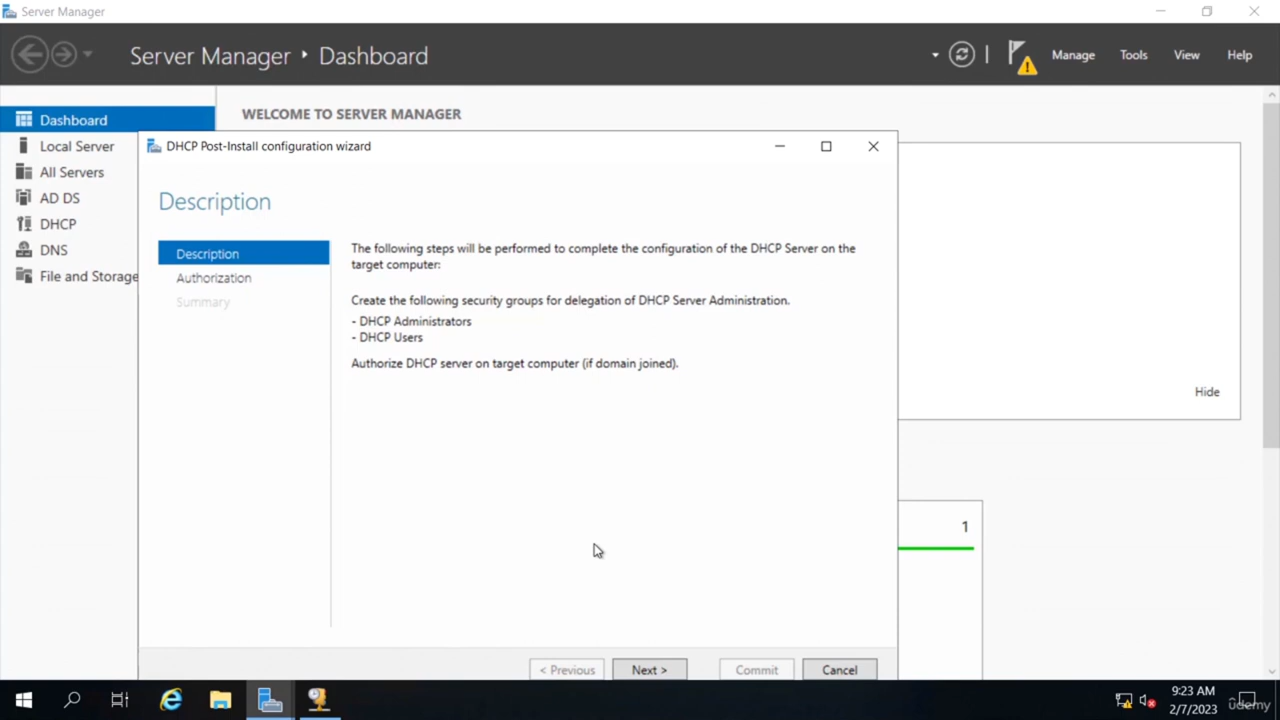 Server Manager
Server Manager ‣ Dashboard
Manage Tools View Help
WELCOME TO SERVER MANAGER
Dashboard
Local Server
All Servers
AD DS
DHCP
DNS
File and Storage
DHCP Post-Install configuration wizard
Description
Description
Authorization
Summary
The following steps will be performed to complete the configuration of the DHCP Server on the
target computer:
Create the following security groups for delegation of DHCP Server Administration.
- DHCP Administrators
- DHCP Users
Authorize DHCP server on target computer (if domain joined).
< Previous Next > Commit Cancel
Hide
1
9:23 AM
2/7/2023
udemy